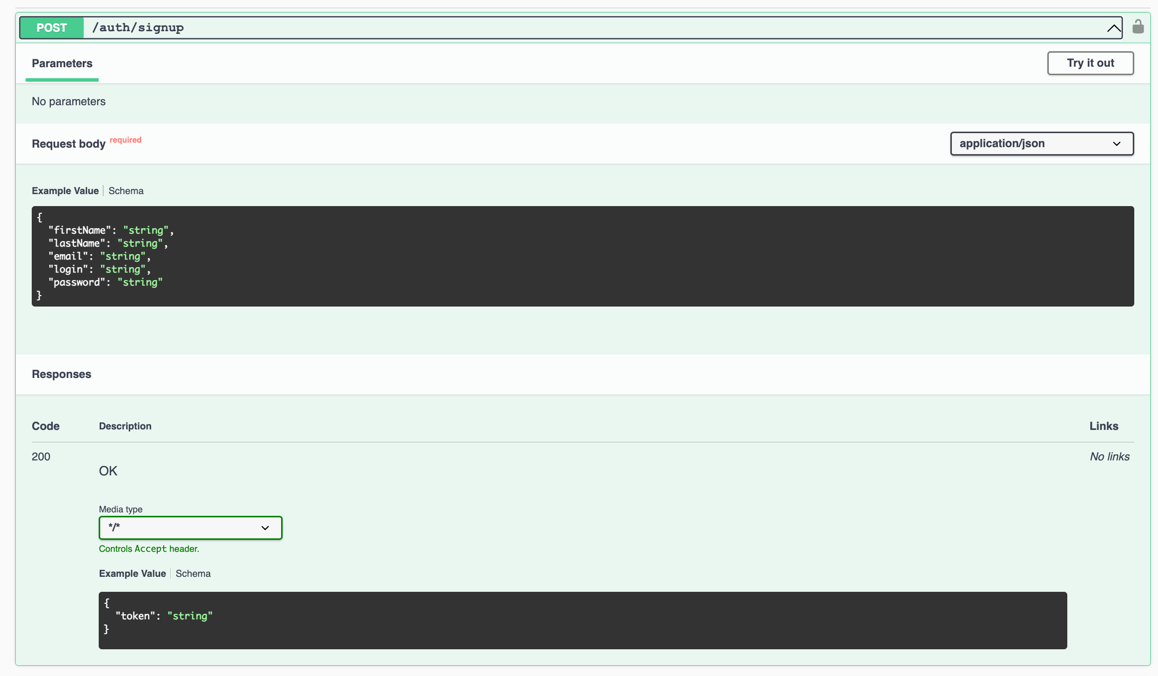 POST /auth/signup
Parameters
Try it out
No parameters
Request body required
application/json
Example Value Schema
{
  "firstName": "string",
  "lastName": "string",
  "email": "string",
  "login": "string",
  "password": "string"
}
Responses
Code Description Links
200 No links
OK
Media type
*/*
Controls Accept header.
Example Value Schema
{
  "token": "string"
}